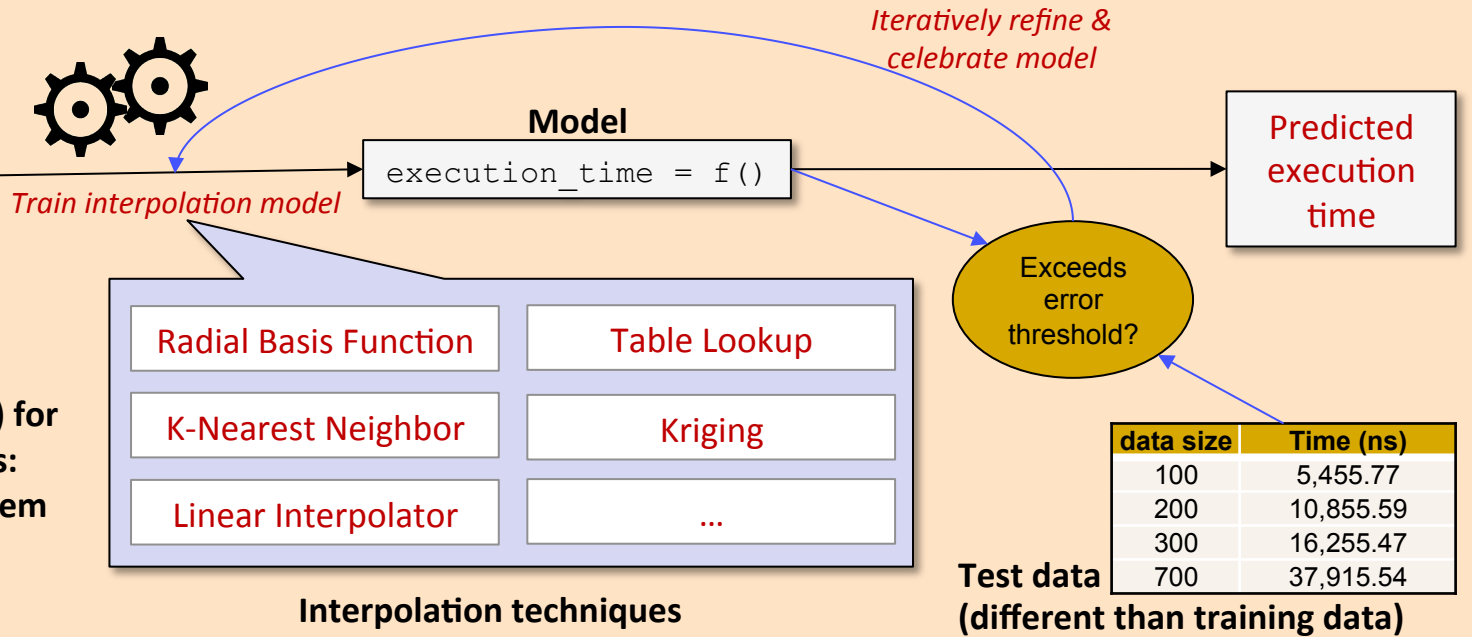 Iteratively refine &
celebrate model
Model
execution_time = f()
Predicted
execution
time
Train interpolation model
Exceeds
error
threshold?
Radial Basis Function
Table Lookup
K-Nearest Neighbor
Kriging
Linear Interpolator
…
) for
s:
em
data size Time (ns)
100 5,455.77
200 10,855.59
300 16,255.47
700 37,915.54
Test data
(different than training data)
Interpolation techniques